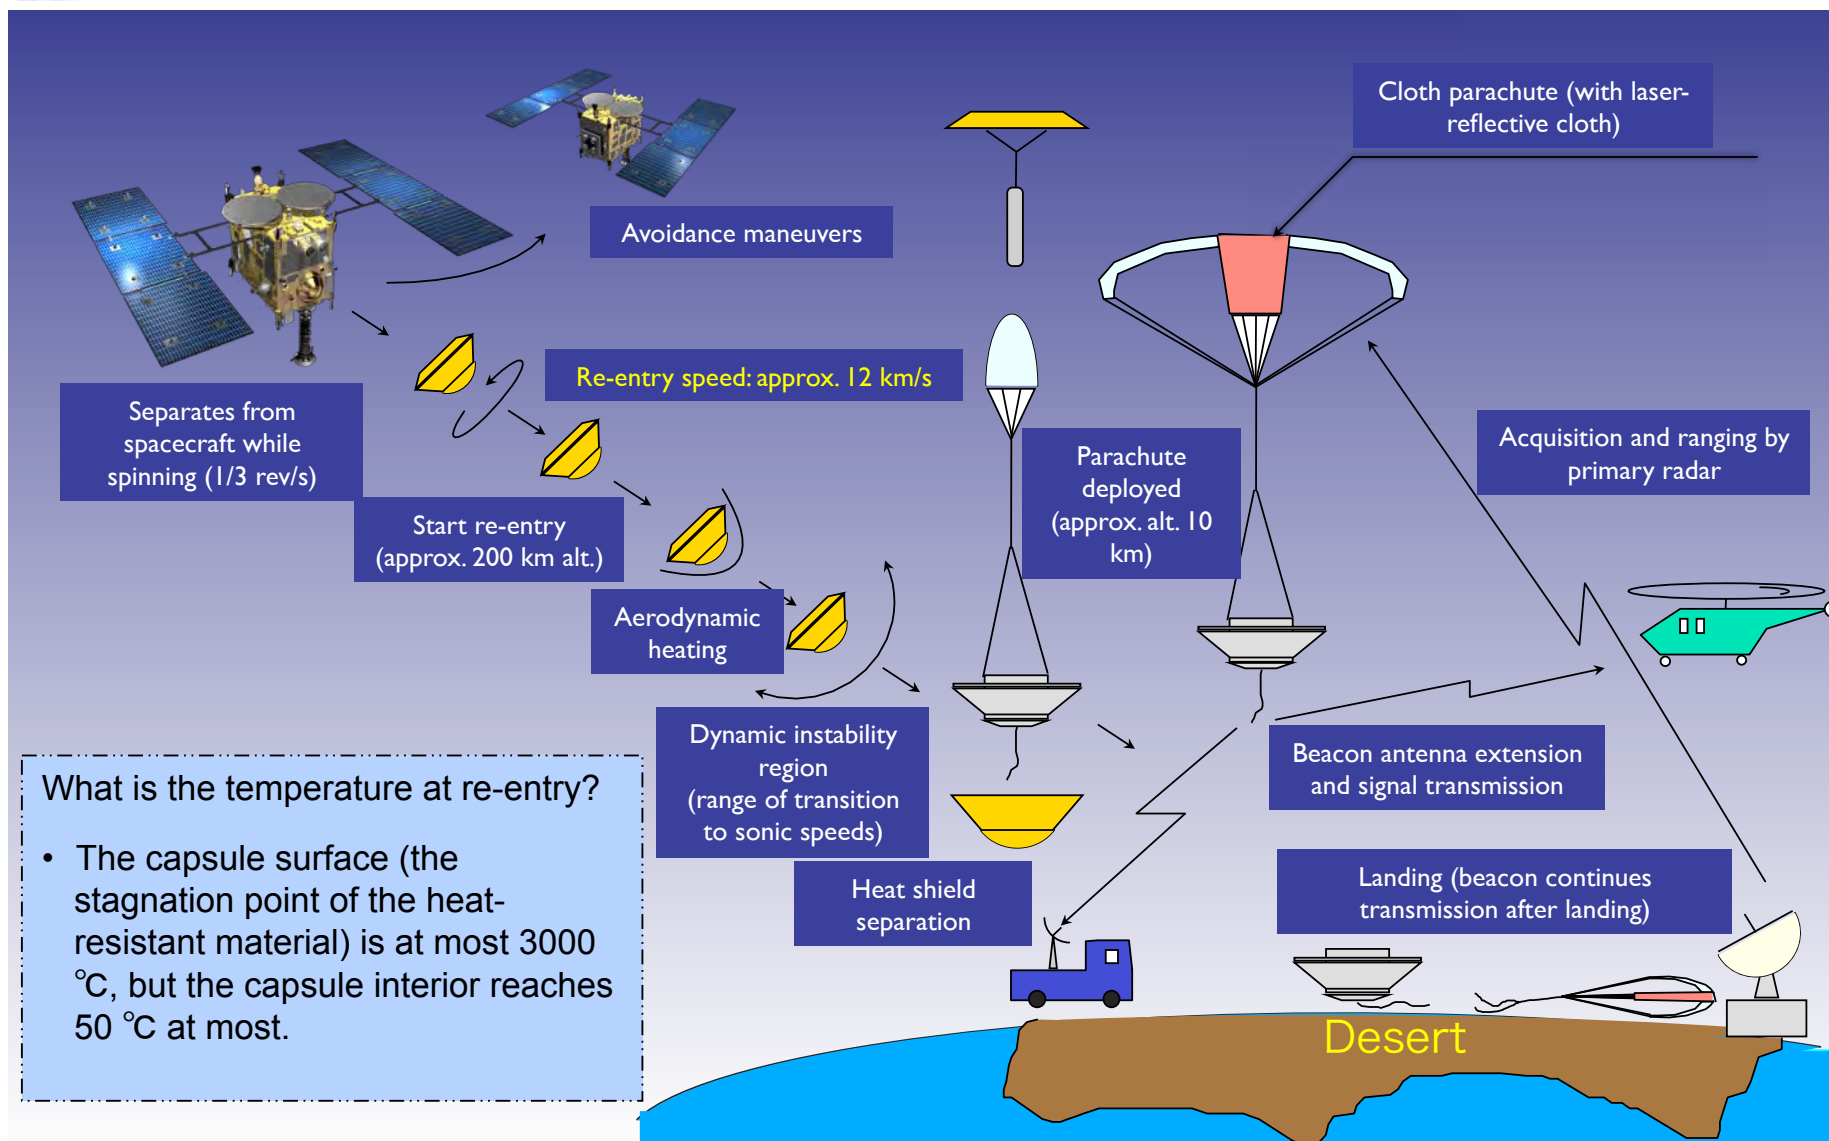 Cloth parachute (with laser-
reflective cloth)
Avoidance maneuvers
Re-entry speed: approx. 12 km/s
Separates from
spacecraft while
spinning (1/3 rev/s)
Start re-entry
(approx. 200 km alt.)
Aerodynamic
heating
Parachute
deployed
(approx. alt. 10
km)
Acquisition and ranging by
primary radar
Dynamic instability
region
(range of transition
to sonic speeds)
Heat shield
separation
Beacon antenna extension
and signal transmission
Landing (beacon continues
transmission after landing)
Desert
What is the temperature at re-entry?
• The capsule surface (the
stagnation point of the heat-
resistant material) is at most 3000
℃, but the capsule interior reaches
50 ℃ at most.